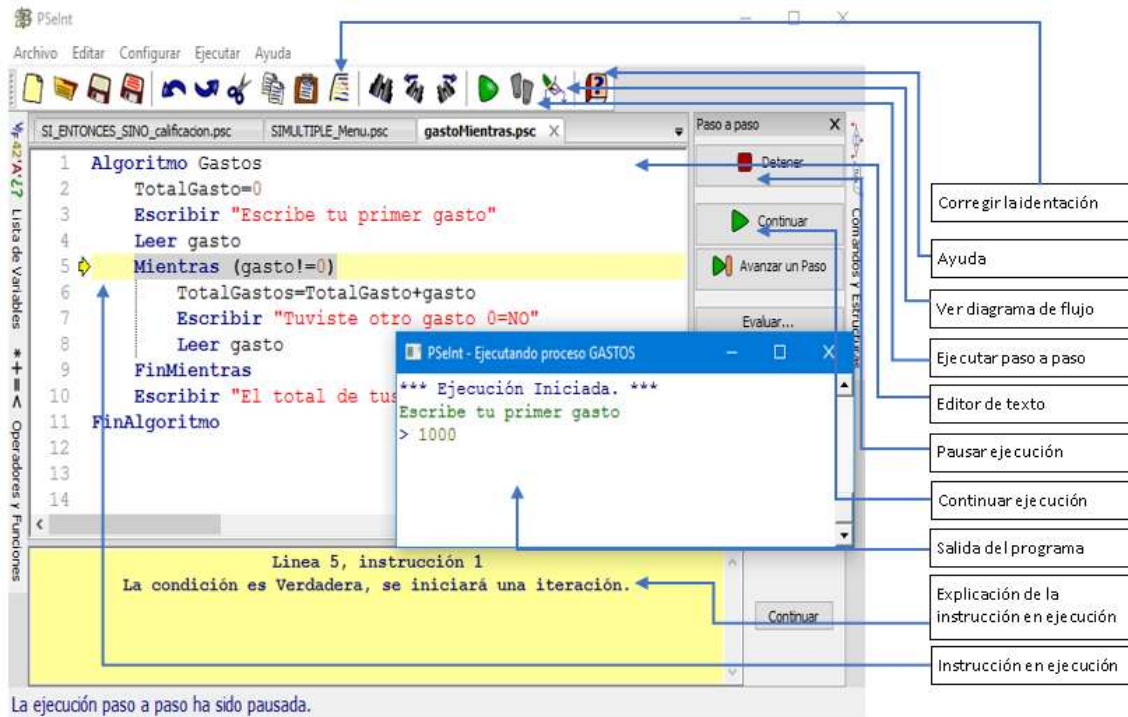 PSeInt
Archivo Editar Configurar Ejecutar Ayuda
SI_ENTONCES_SINO_calificacion.psc SIMULTIPLE_Menu.psc gastoMientras.psc X
Paso a paso X
*+=< Operadores y Funciones
Lista de Variables
Comandos y Estructuras
1 Algoritmo Gastos
2 TotalGasto=0
3 Escribir "Escribe tu primer gasto"
4 Leer gasto
5 Mientras (gasto!=0)
6 TotalGastos=TotalGasto+gasto
7 Escribir "Tuviste otro gasto 0=NO"
8 Leer gasto
9 FinMientras
10 Escribir "El total de tus
11 FinAlgoritmo
12
13
14
Detener
Continuar
Avanzar un Paso
Evaluar...
PSeInt - Ejecutando proceso GASTOS
*** Ejecución Iniciada. ***
Escribe tu primer gasto
> 1000
Linea 5, instrucción 1
La condición es Verdadera, se iniciará una iteración.
Continuar
La ejecución paso a paso ha sido pausada.
Corregir la identación
Ayuda
Ver diagrama de flujo
Ejecutar paso a paso
Editor de texto
Pausar ejecución
Continuar ejecución
Salida del programa
Explicación de la
instrucción en ejecución
Instrucción en ejecución